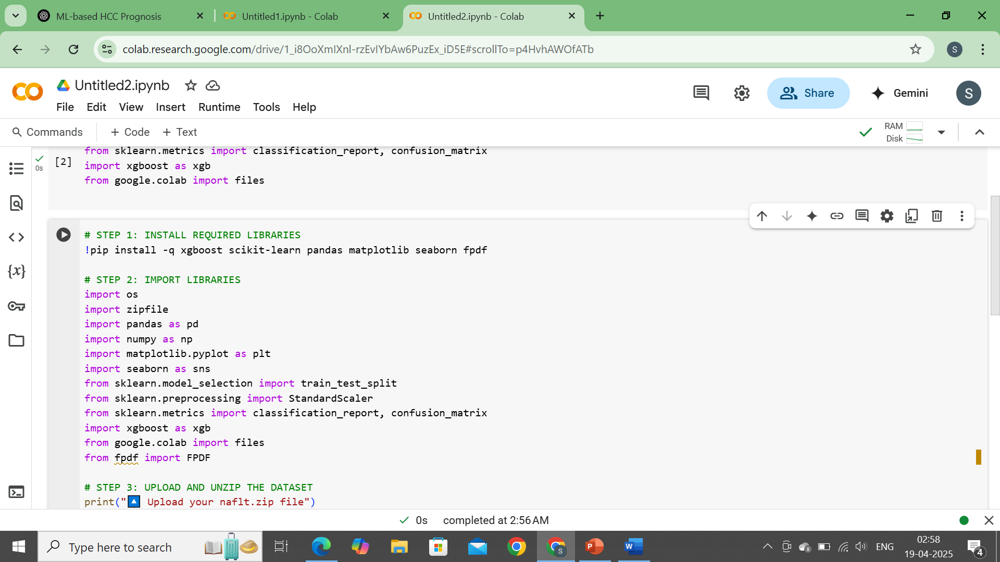 ML-based HCC Prognosis
Untitled1.ipynb - Colab
Untitled2.ipynb - Colab
colab.research.google.com/drive/1_i8OoXmIXnI-rzEvIYbAw6PuzEx_iD5E#scrollTo=p4HvhAWOfATb
S
Untitled2.ipynb
File Edit View Insert Runtime Tools Help
Share
Gemini
S
Commands
+ Code + Text
RAM
Disk
0s
[2]
from sklearn.metrics import classification_report, confusion_matrix
import xgboost as xgb
from google.colab import files
# STEP 1: INSTALL REQUIRED LIBRARIES
!pip install -q xgboost scikit-learn pandas matplotlib seaborn fpdf
# STEP 2: IMPORT LIBRARIES
import os
import zipfile
import pandas as pd
import numpy as np
import matplotlib.pyplot as plt
import seaborn as sns
from sklearn.model_selection import train_test_split
from sklearn.preprocessing import StandardScaler
from sklearn.metrics import classification_report, confusion_matrix
import xgboost as xgb
from google.colab import files
from fpdf import FPDF
# STEP 3: UPLOAD AND UNZIP THE DATASET
print("🔼 Upload your naflt.zip file")
0s completed at 2:56 AM
Type here to search
S
P
W
ENG
02:58
19-04-2025
4